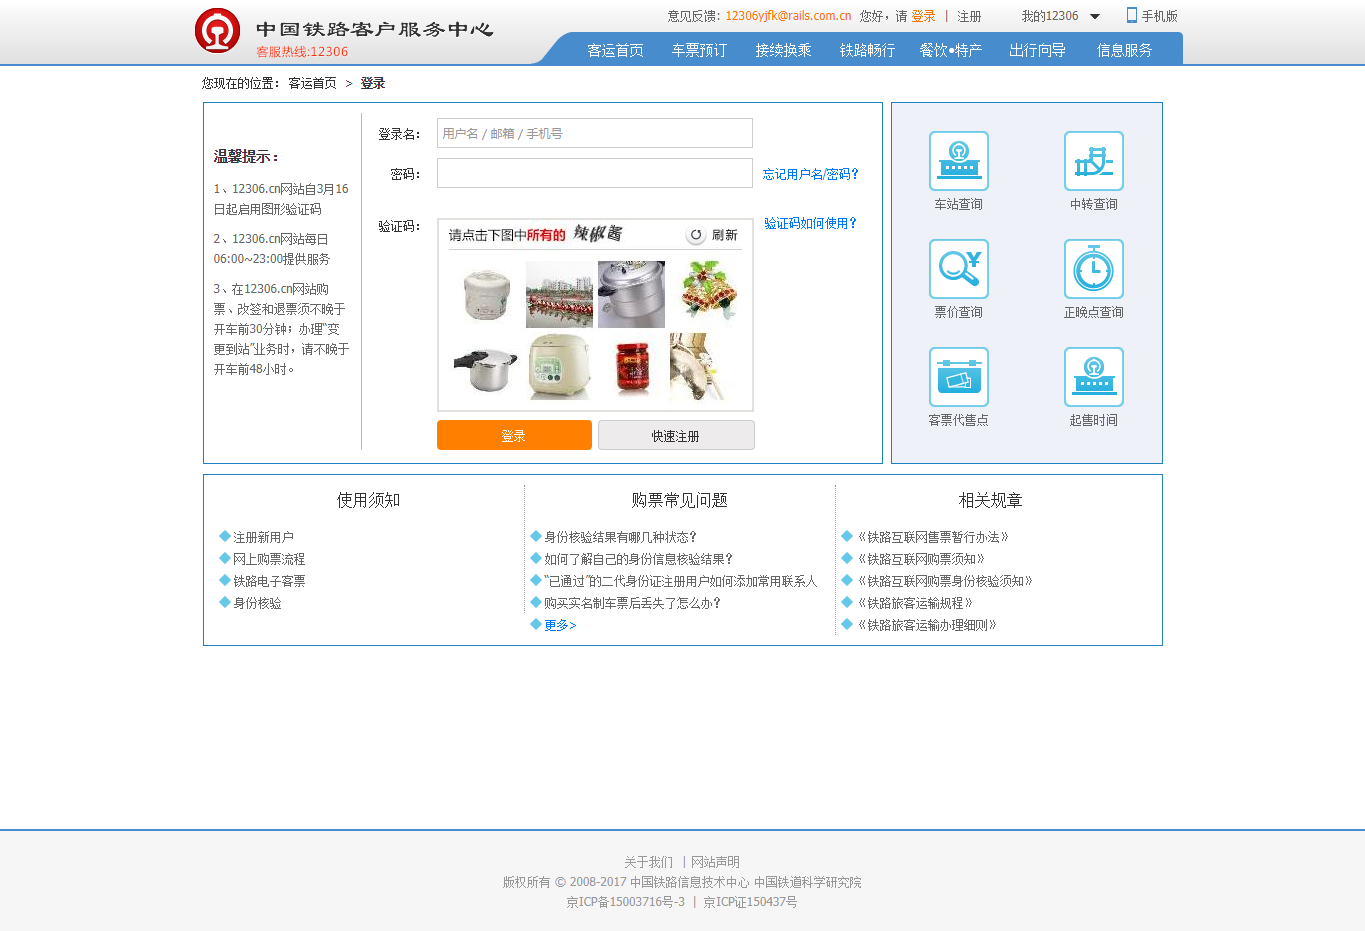 中国铁路客户服务中心
客服热线:12306
意见反馈: 12306yjfk@rails.com.cn 您好，请 登录 | 注册 我的12306 手机版
客运首页 车票预订 接续换乘 铁路畅行 餐饮•特产 出行向导 信息服务
您现在的位置： 客运首页 > 登录
温馨提示：
1、12306.cn网站自3月16
日起启用图形验证码
2、12306.cn网站每日
06:00~23:00提供服务
3、在12306.cn网站购
票、改签和退票须不晚于
开车前30分钟；办理“变
更到站”业务时，请不晚于
开车前48小时。
登录名： 用户名 / 邮箱 / 手机号
密码： 忘记用户名/密码？
验证码： 验证码如何使用？
请点击下图中所有的 辣椒酱 刷新
登录 快速注册
车站查询 中转查询
票价查询 正晚点查询
客票代售点 起售时间
使用须知
注册新用户
网上购票流程
铁路电子客票
身份核验
购票常见问题
身份核验结果有哪几种状态？
如何了解自己的身份信息核验结果？
“已通过”的二代身份证注册用户如何添加常用联系人
购买实名制车票后丢失了怎么办？
更多>
相关规章
《铁路互联网售票暂行办法》
《铁路互联网购票须知》
《铁路互联网购票身份核验须知》
《铁路旅客运输规程》
《铁路旅客运输办理细则》
关于我们 | 网站声明
版权所有 © 2008-2017 中国铁路信息技术中心 中国铁道科学研究院
京ICP备15003716号-3 | 京ICP证150437号